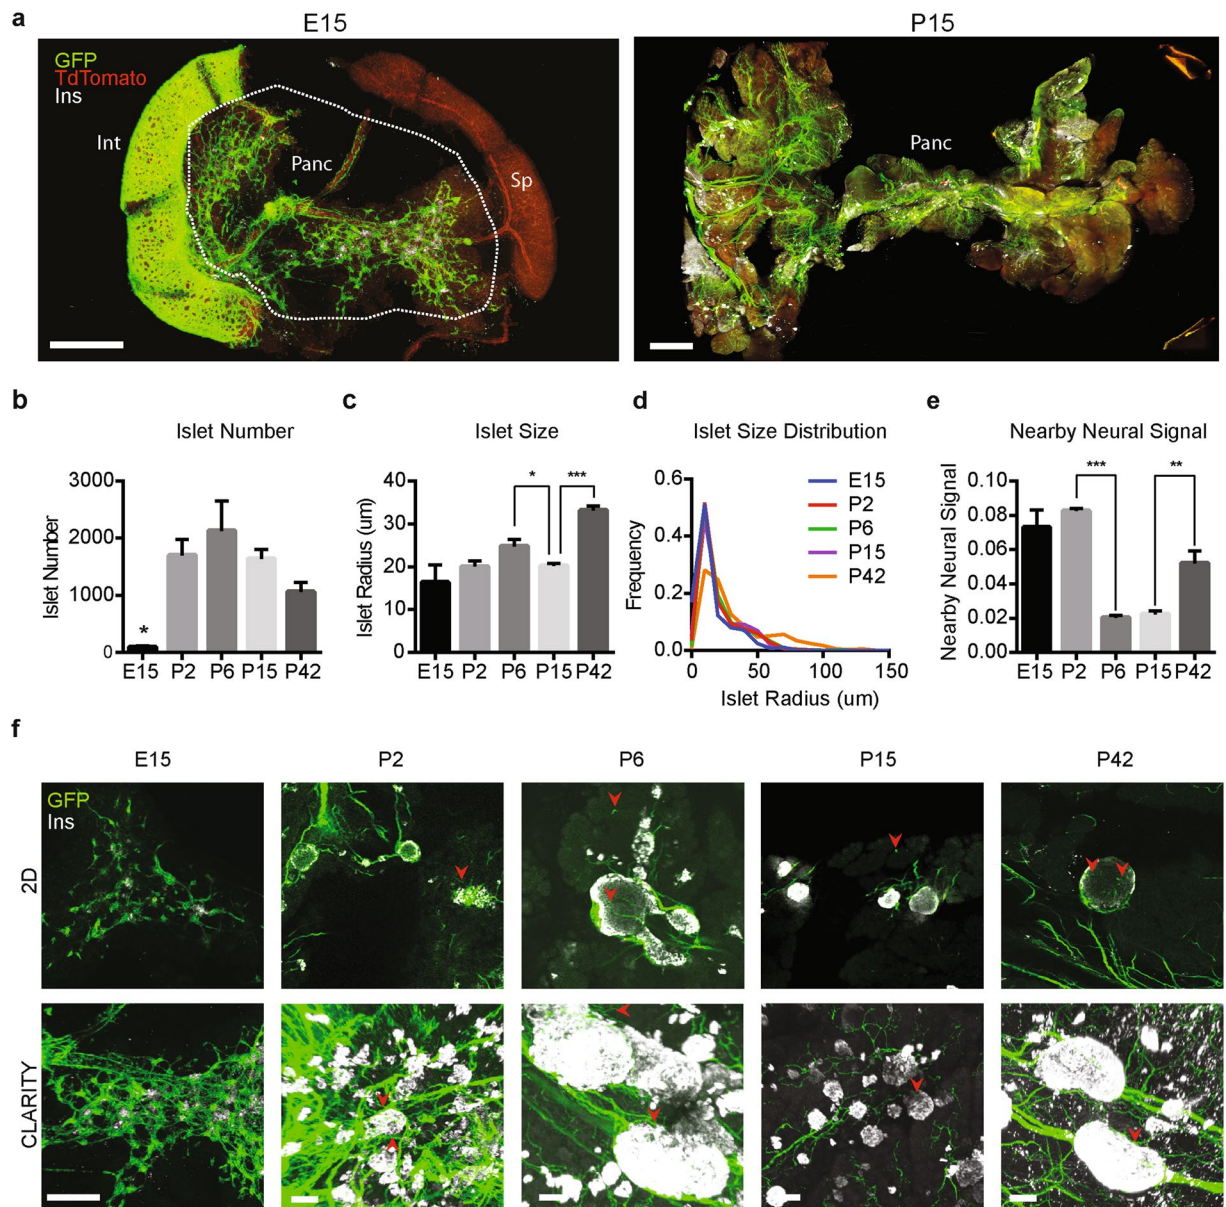 a
E15
P15
GFP
TdTomato
Ins
Int
Panc
Sp
Panc
b
Islet Number
Islet Number
3000
2000
1000
0
*
E15 P2 P6 P15 P42
c
Islet Size
Islet Radius (um)
40
30
20
10
0
* ***
E15 P2 P6 P15 P42
d
Islet Size Distribution
Frequency
0.6
0.4
0.2
0.0
E15
P2
P6
P15
P42
0 50 100 150
Islet Radius (um)
e
Nearby Neural Signal
Nearby Neural Signal
0.10
0.08
0.06
0.04
0.02
0.00
*** **
E15 P2 P6 P15 P42
f
E15 P2 P6 P15 P42
GFP
Ins
2D
CLARITY